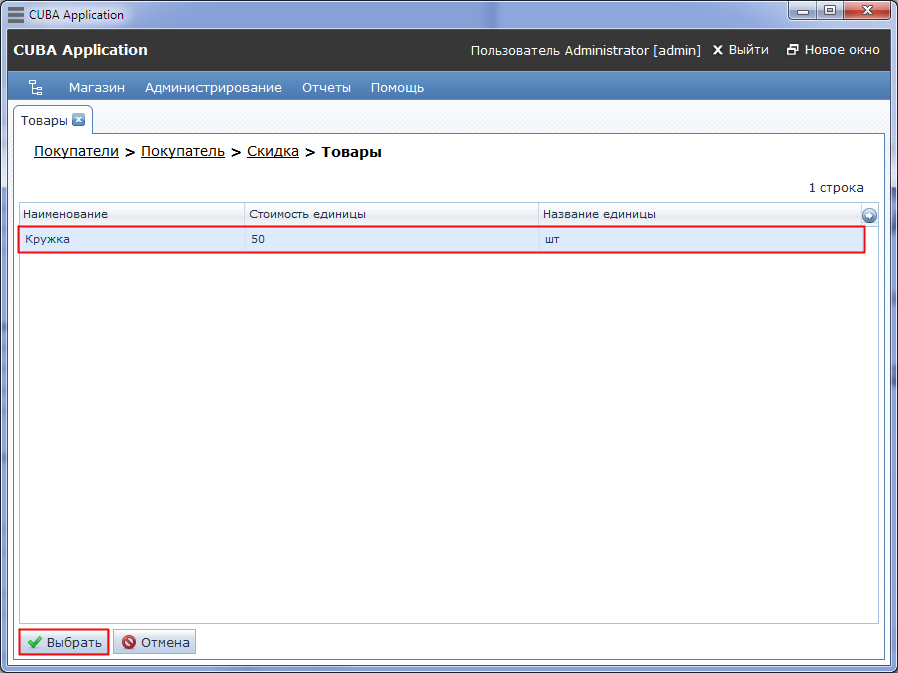 CUBA Application
CUBA Application Пользователь Administrator [admin] Выйти Новое окно
Магазин Администрирование Отчеты Помощь
Товары
Покупатели > Покупатель > Скидка > Товары
1 строка
Наименование Стоимость единицы Название единицы
Кружка 50 шт
Выбрать Отмена